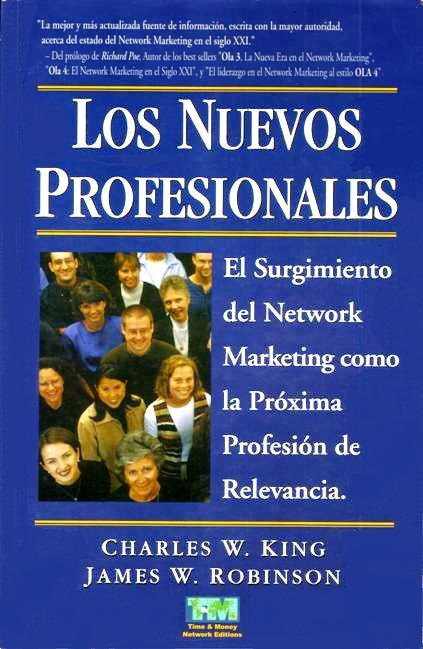 "La mejor y más actualizada fuente de información, escrita con la mayor autoridad,
acerca del estado del Network Marketing en el siglo XXI."
– Del prólogo de Richard Poe. Autor de los best sellers "Ola 3, La Nueva Era en el Network Marketing",
"Ola 4: El Network Marketing en el Siglo XXI", y "El liderazgo en el Network Marketing al estilo OLA 4"
LOS NUEVOS
PROFESIONALES
El Surgimiento
del Network
Marketing como
la Próxima
Profesión de
Relevancia.
CHARLES W. KING
JAMES W. ROBINSON
T&M
Time & Money
Network Editions